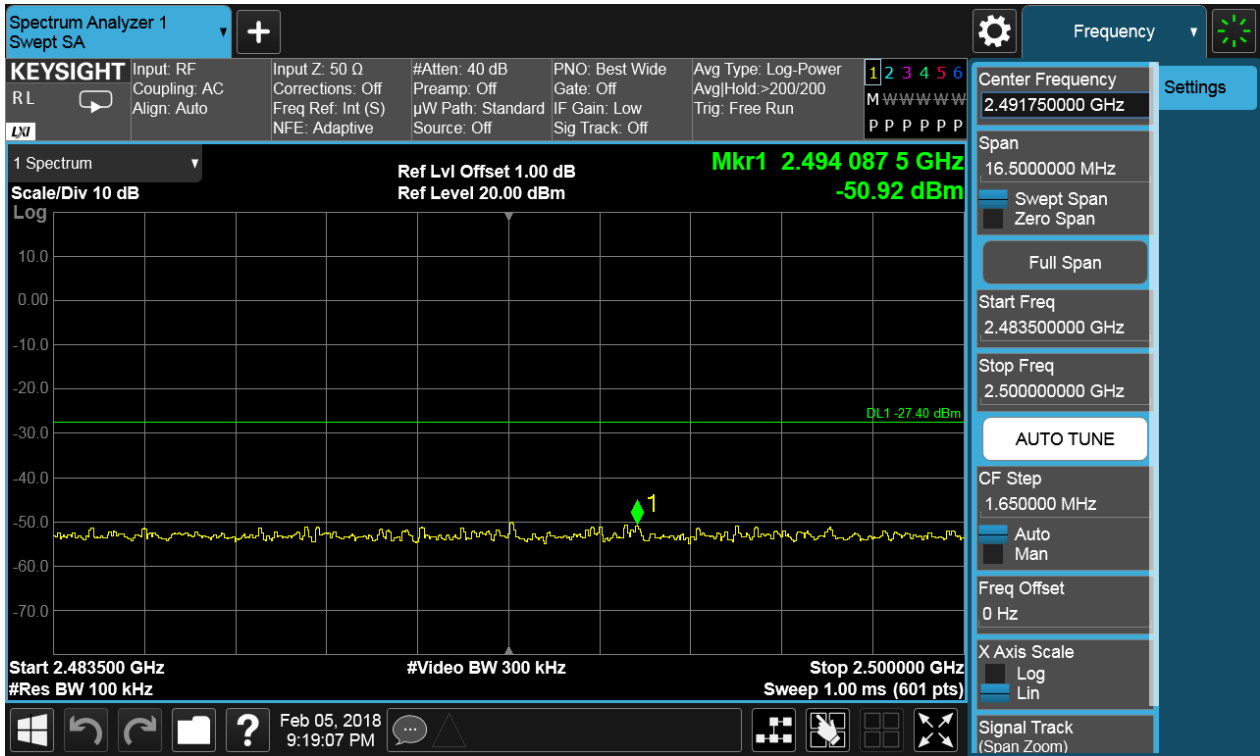 Spectrum Analyzer 1
Swept SA
+
Frequency
KEYSIGHT
R L
LXI
Input: RF
Coupling: AC
Align: Auto
Input Z: 50 Ω
Corrections: Off
Freq Ref: Int (S)
NFE: Adaptive
#Atten: 40 dB
Preamp: Off
µW Path: Standard
Source: Off
PNO: Best Wide
Gate: Off
IF Gain: Low
Sig Track: Off
Avg Type: Log-Power
Avg|Hold:>200/200
Trig: Free Run
1 2 3 4 5 6
M W W W W W
P P P P P P
1 Spectrum
Scale/Div 10 dB
Log
Ref Lvl Offset 1.00 dB
Ref Level 20.00 dBm
Mkr1 2.494 087 5 GHz
-50.92 dBm
10.0
0.00
-10.0
-20.0
-30.0
-40.0
-50.0
-60.0
-70.0
DL1 -27.40 dBm
1
Start 2.483500 GHz
#Res BW 100 kHz
#Video BW 300 kHz
Stop 2.500000 GHz
Sweep 1.00 ms (601 pts)
Center Frequency
2.491750000 GHz
Settings
Span
16.5000000 MHz
Swept Span
Zero Span
Full Span
Start Freq
2.483500000 GHz
Stop Freq
2.500000000 GHz
AUTO TUNE
CF Step
1.650000 MHz
Auto
Man
Freq Offset
0 Hz
X Axis Scale
Log
Lin
Signal Track
(Span Zoom)
?
Feb 05, 2018
9:19:07 PM